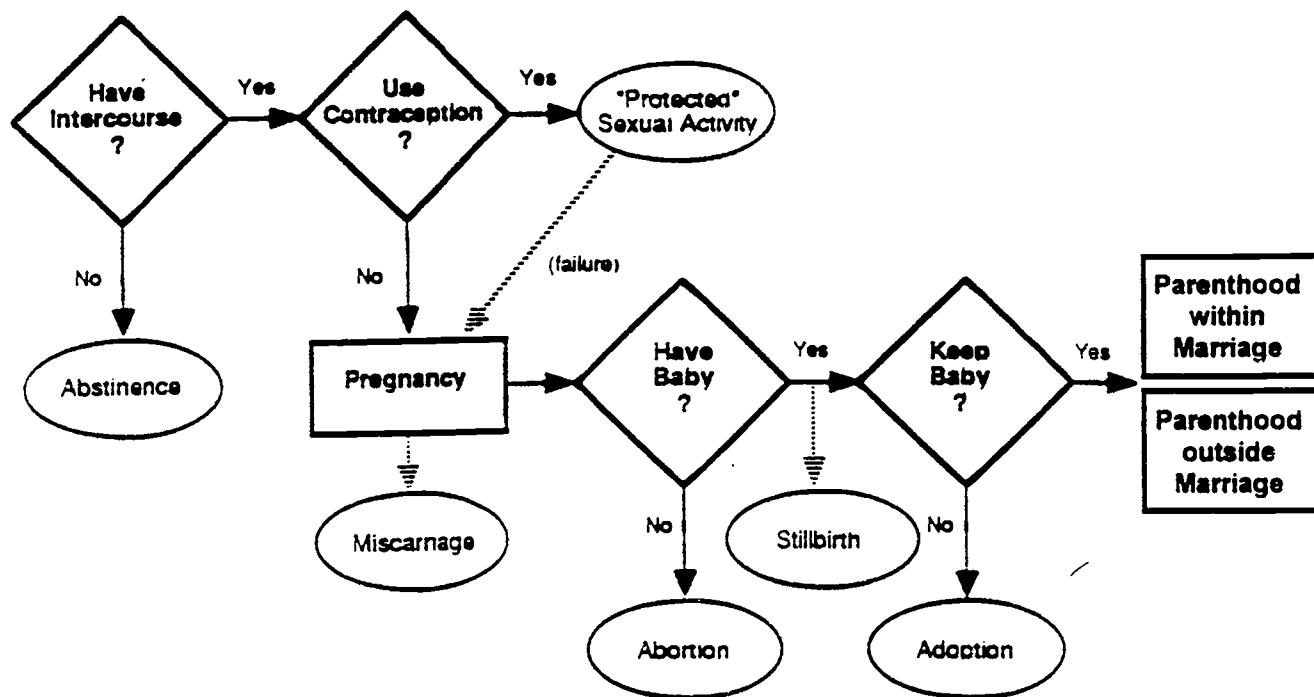 Have
Intercourse
?
Yes
Use
Contraception
?
Yes
"Protected"
Sexual Activity
No
No
(failure)
Abstinence
Pregnancy
Have
Baby
?
Yes
Keep
Baby
?
Yes
Parenthood
within
Marriage
Parenthood
outside
Marriage
Miscarnage
No
Stillbirth
No
Abortion
Adoption